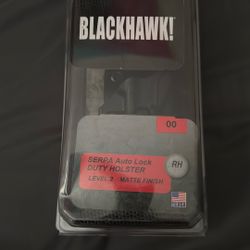 BLACKHAWK!
00
SERPA Auto Lock
DUTY HOLSTER
RH
LEVEL 2 MATTE FINISH